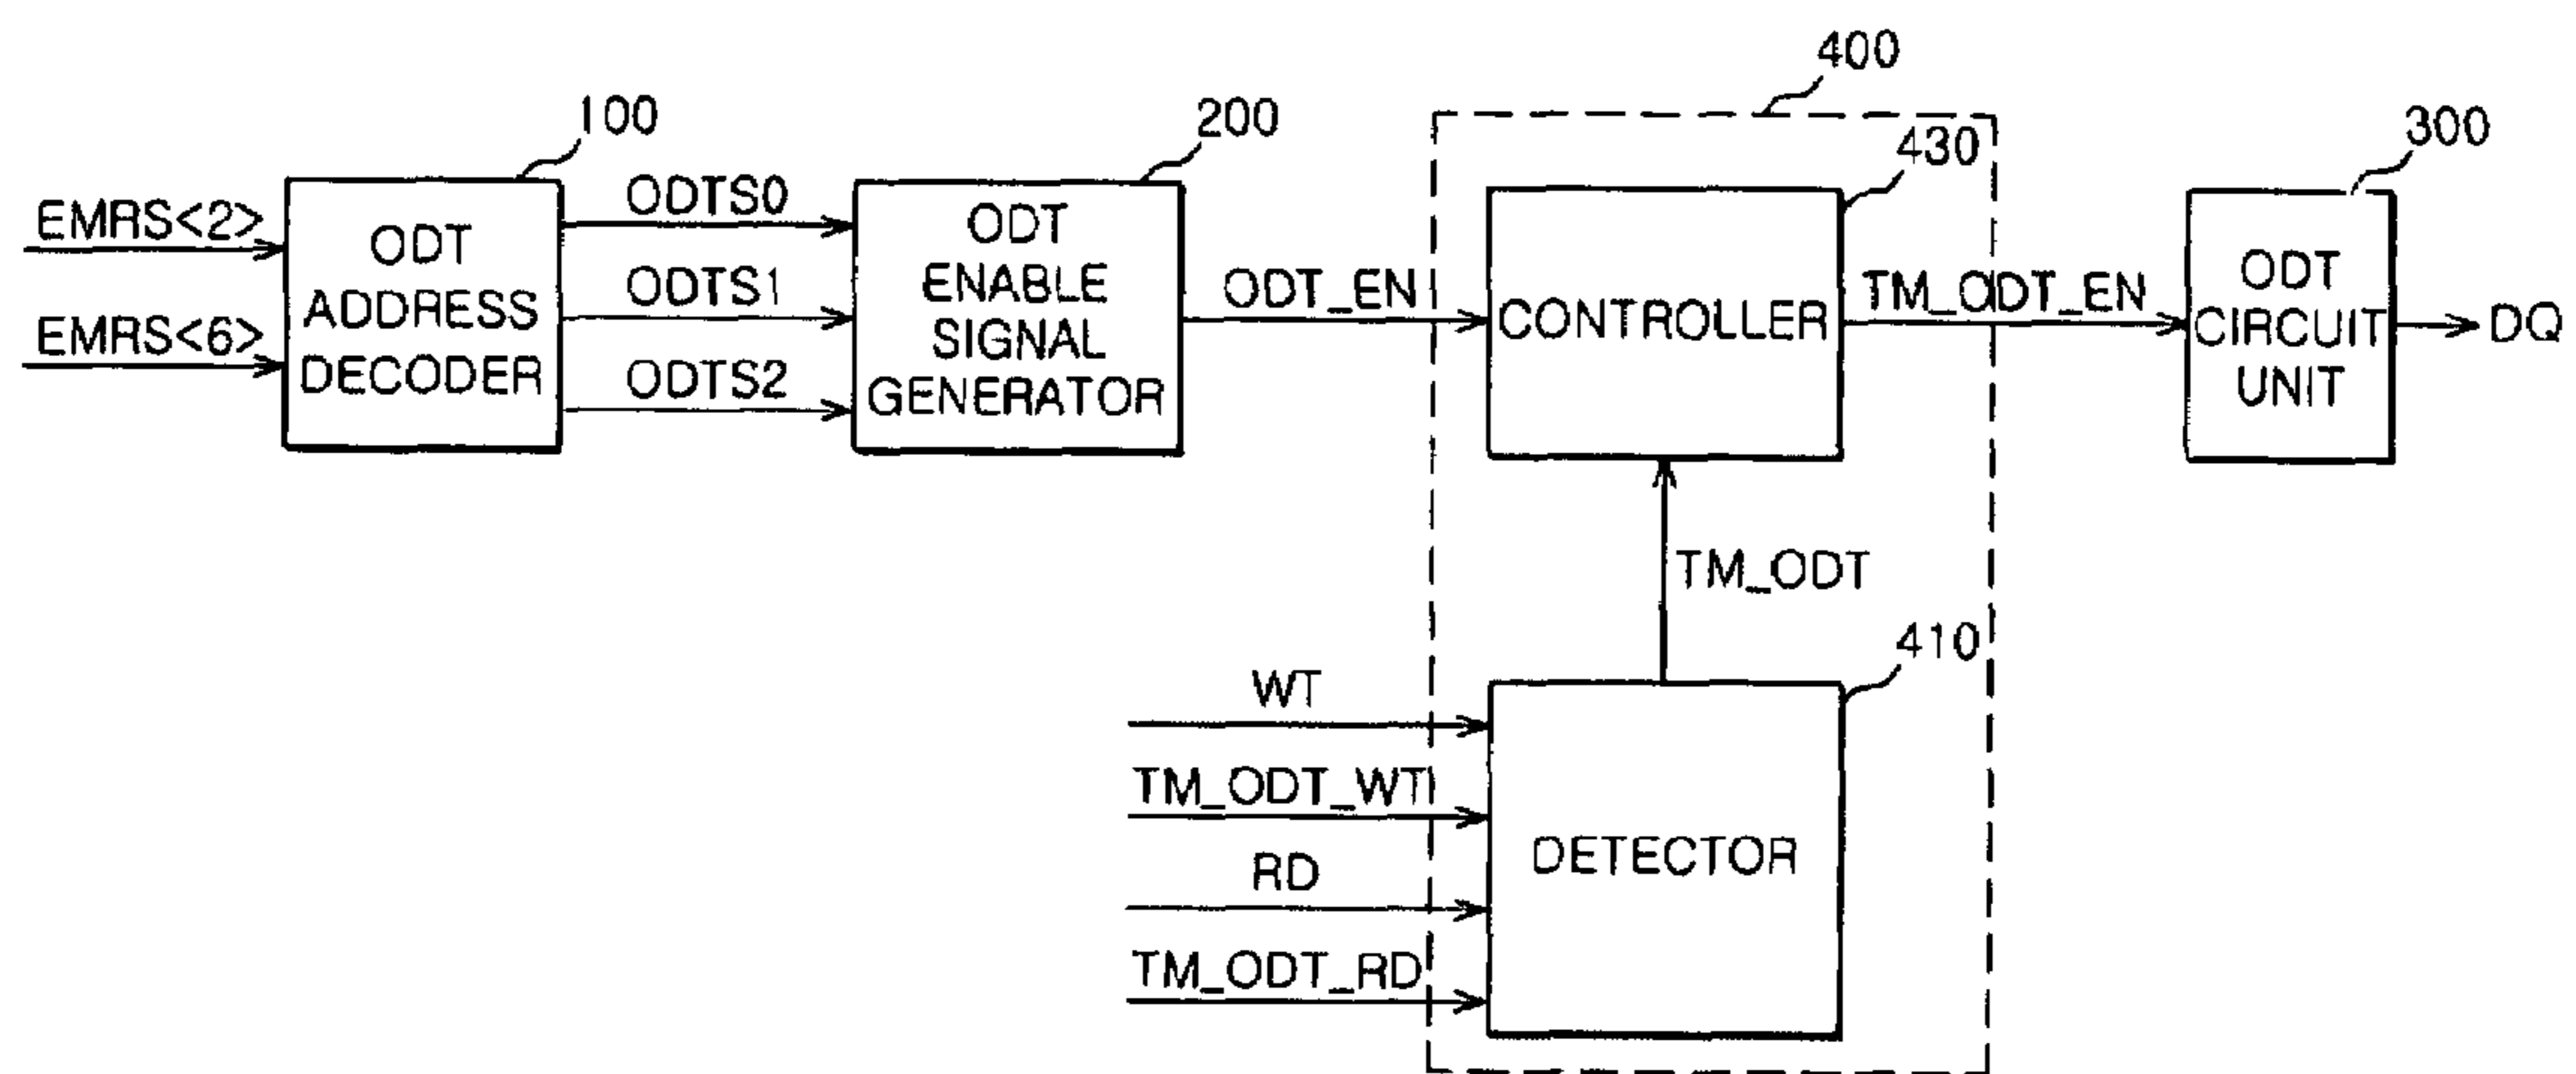 400
100
200
430
300
EMRS<2>
ODT
ADDRESS
DECODER
EMRS<6>
ODTS0
ODTS1
ODTS2
ODT
ENABLE
SIGNAL
GENERATOR
ODT_EN
CONTROLLER
TM_ODT_EN
ODT
CIRCUIT
UNIT
DQ
TM_ODT
410
WT
TM_ODT_WT
RD
TM_ODT_RD
DETECTOR